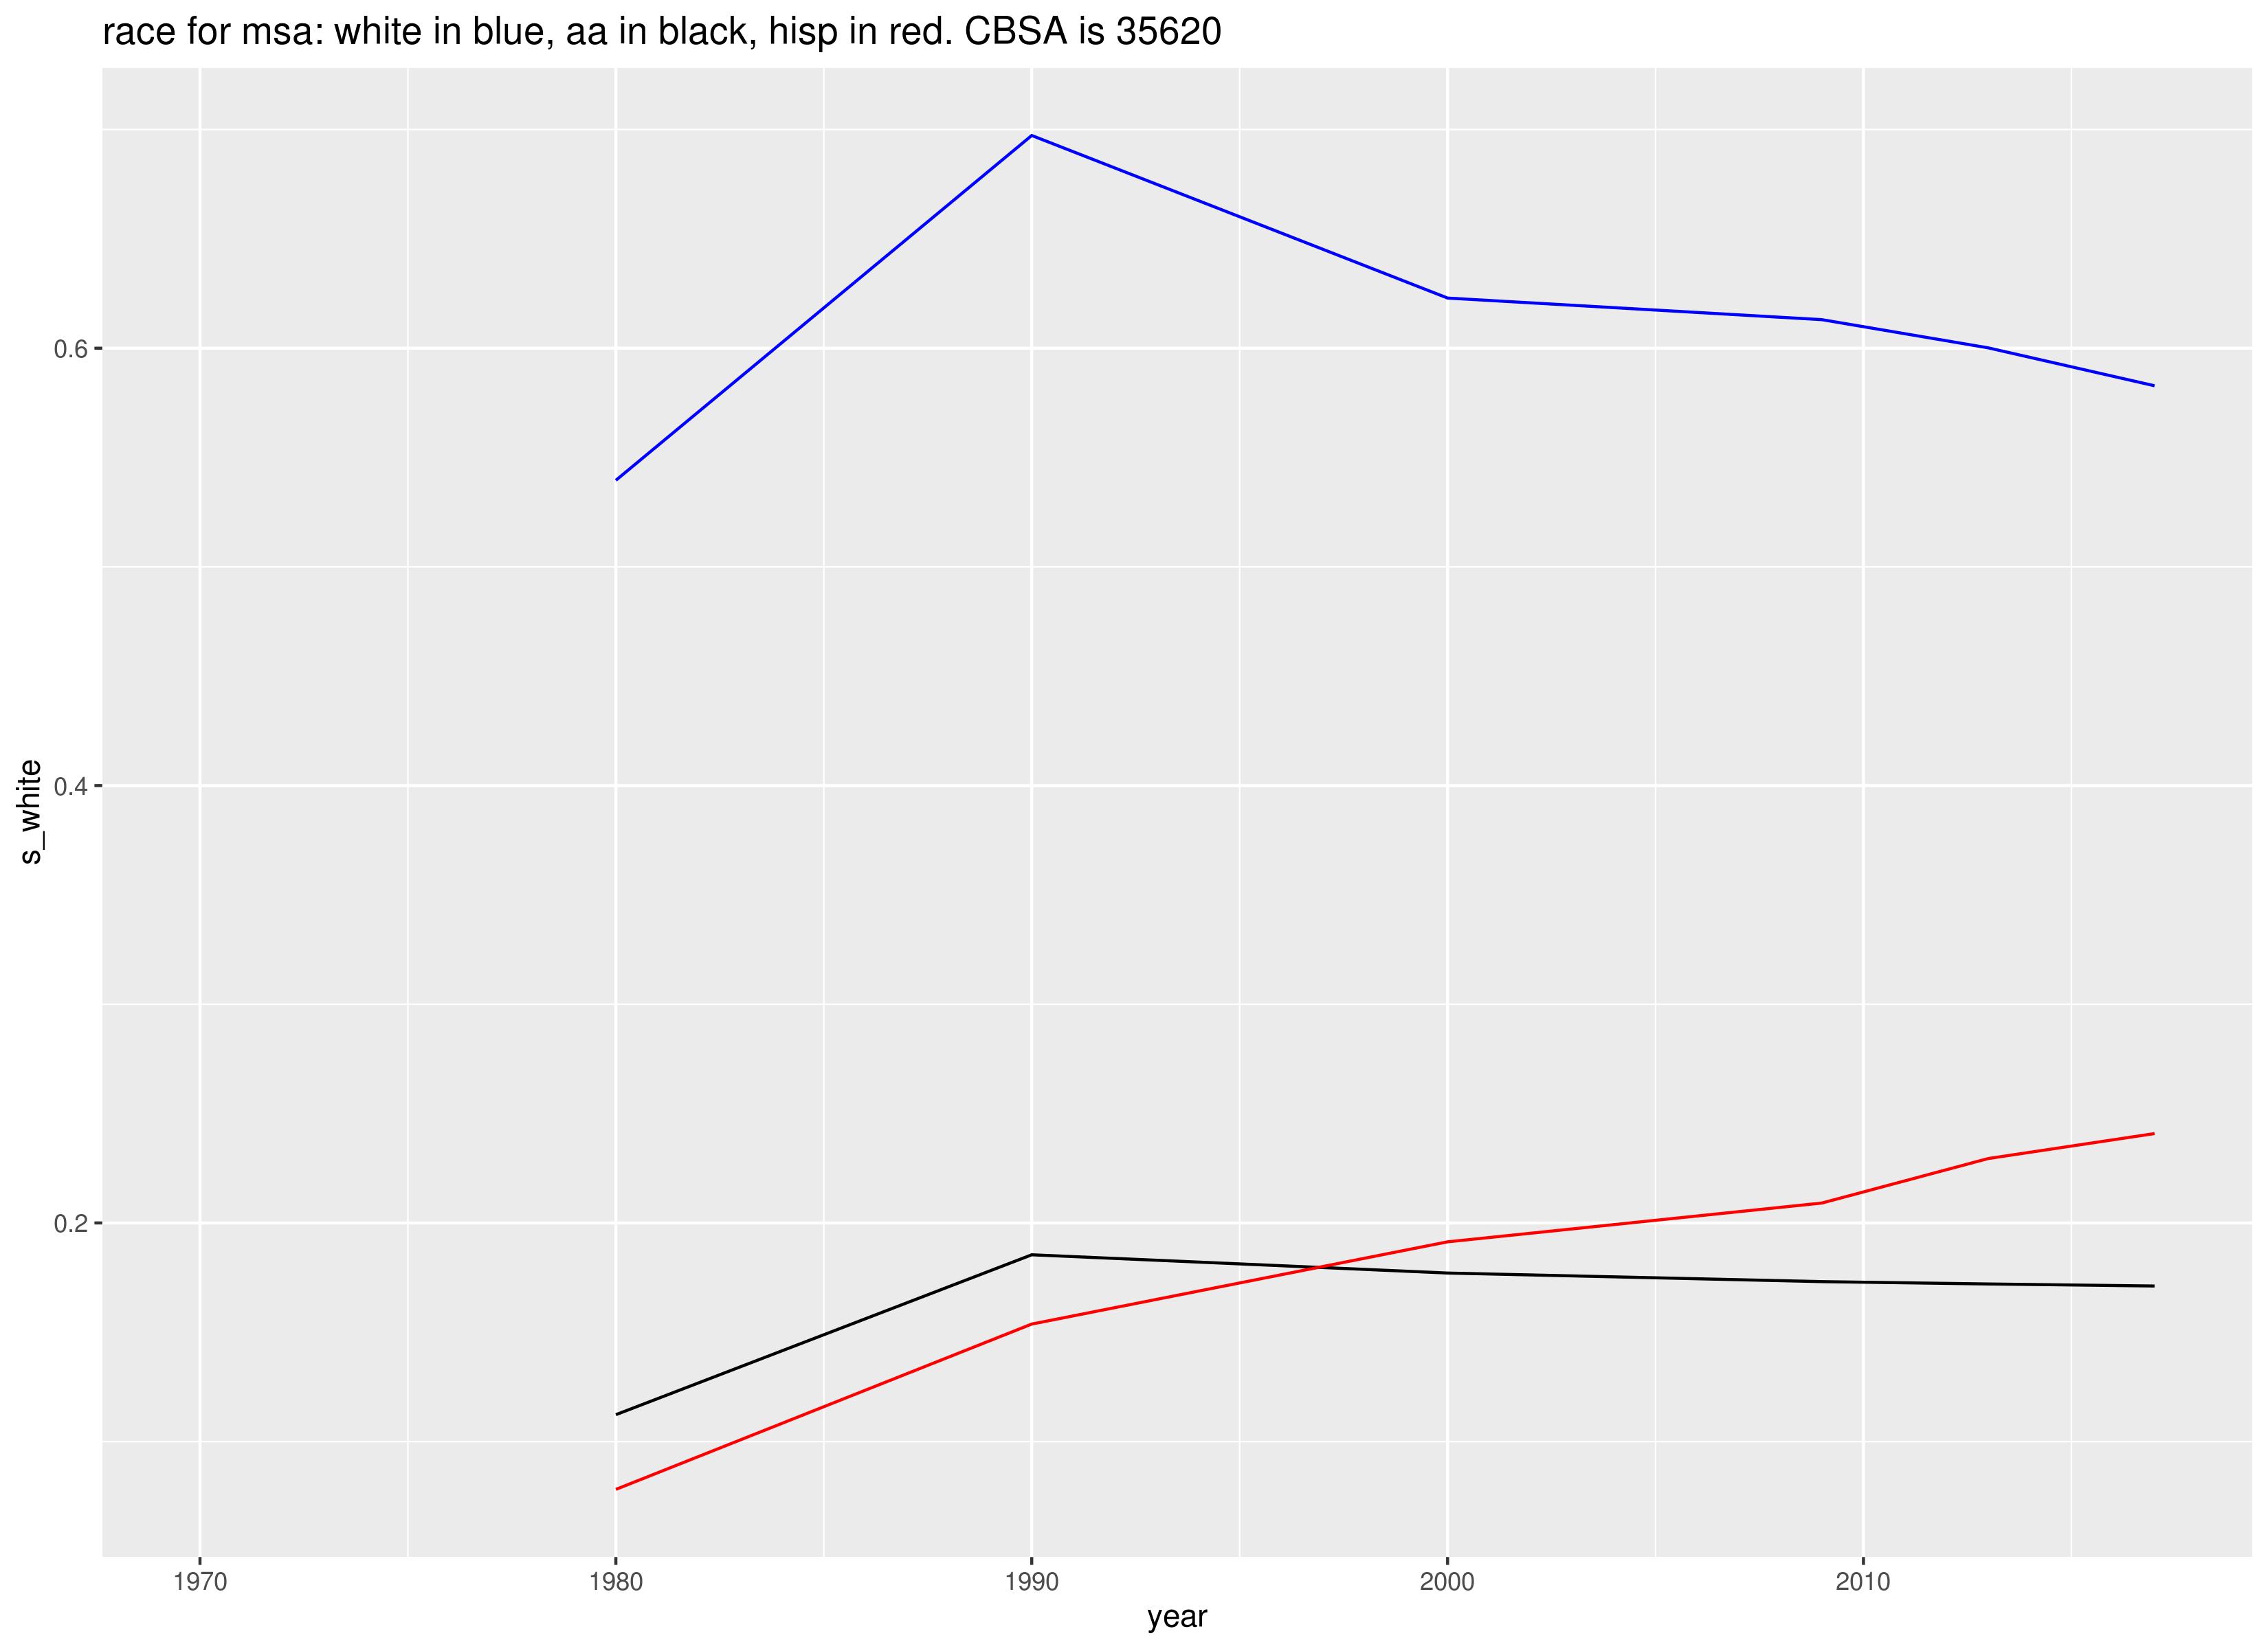 race for msa: white in blue, aa in black, hisp in red. CBSA is 35620
s_white
0.6
0.4
0.2
1970 1980 1990 2000 2010
year